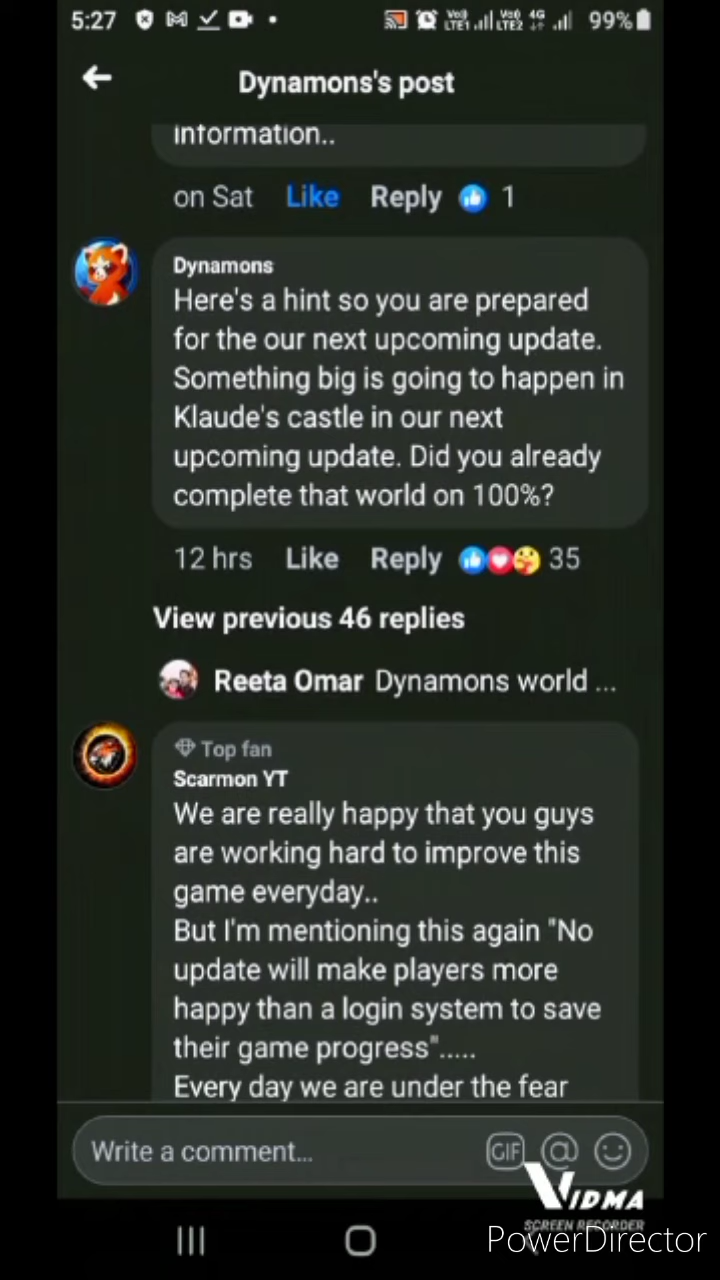 5:27
Vo) LTE1 Vo) LTE2 4G 99%
Dynamons's post
information..
on Sat Like Reply 1
Dynamons
Here's a hint so you are prepared
for the our next upcoming update.
Something big is going to happen in
Klaude's castle in our next
upcoming update. Did you already
complete that world on 100%?
12 hrs Like Reply 35
View previous 46 replies
Reeta Omar Dynamons world ...
Top fan
Scarmon YT
We are really happy that you guys
are working hard to improve this
game everyday..
But I'm mentioning this again "No
update will make players more
happy than a login system to save
their game progress".....
Every day we are under the fear
Write a comment... GIF @
VIDMA
SCREEN RECORDER
PowerDirector